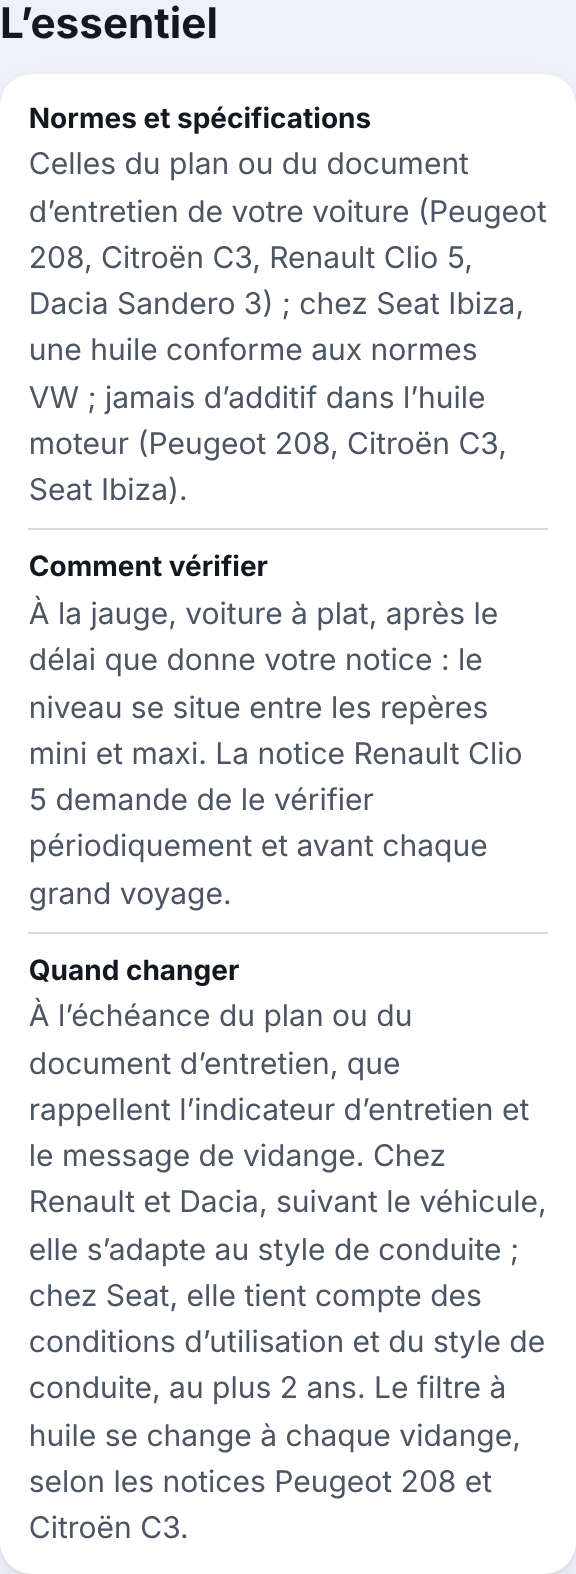 L’essentiel
Normes et spécifications
Celles du plan ou du document
d’entretien de votre voiture (Peugeot
208, Citroën C3, Renault Clio 5,
Dacia Sandero 3) ; chez Seat Ibiza,
une huile conforme aux normes
VW ; jamais d’additif dans l’huile
moteur (Peugeot 208, Citroën C3,
Seat Ibiza).
Comment vérifier
À la jauge, voiture à plat, après le
délai que donne votre notice : le
niveau se situe entre les repères
mini et maxi. La notice Renault Clio
5 demande de le vérifier
périodiquement et avant chaque
grand voyage.
Quand changer
À l’échéance du plan ou du
document d’entretien, que
rappellent l’indicateur d’entretien et
le message de vidange. Chez
Renault et Dacia, suivant le véhicule,
elle s’adapte au style de conduite ;
chez Seat, elle tient compte des
conditions d’utilisation et du style de
conduite, au plus 2 ans. Le filtre à
huile se change à chaque vidange,
selon les notices Peugeot 208 et
Citroën C3.